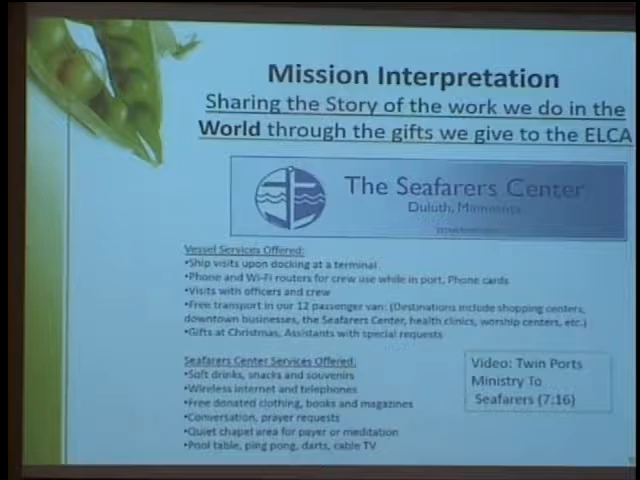 Mission Interpretation
Sharing the Story of the work we do in the
World through the gifts we give to the ELCA
The Seafarers Center
Duluth, Minnesota
Vessel Services Offered:
•Ship visits upon docking at a terminal
•Phone and Wi-Fi routers for crew use while in port, Phone cards
•Visits with officers and crew
•Free transport in our 12 passenger van: (Destinations include shopping centers,
downtown businesses, the Seafarers Center, health clinics, worship centers, etc.)
•Gifts at Christmas, Assistants with special requests
Seafarers Center Services Offered:
•Soft drinks, snacks and souvenirs
•Wireless internet and telephones
•Free donated clothing, books and magazines
•Conversation, prayer requests
•Quiet chapel area for payer or meditation
•Pool table, ping pong, darts, cable TV
Video: Twin Ports
Ministry To
Seafarers (7:16)